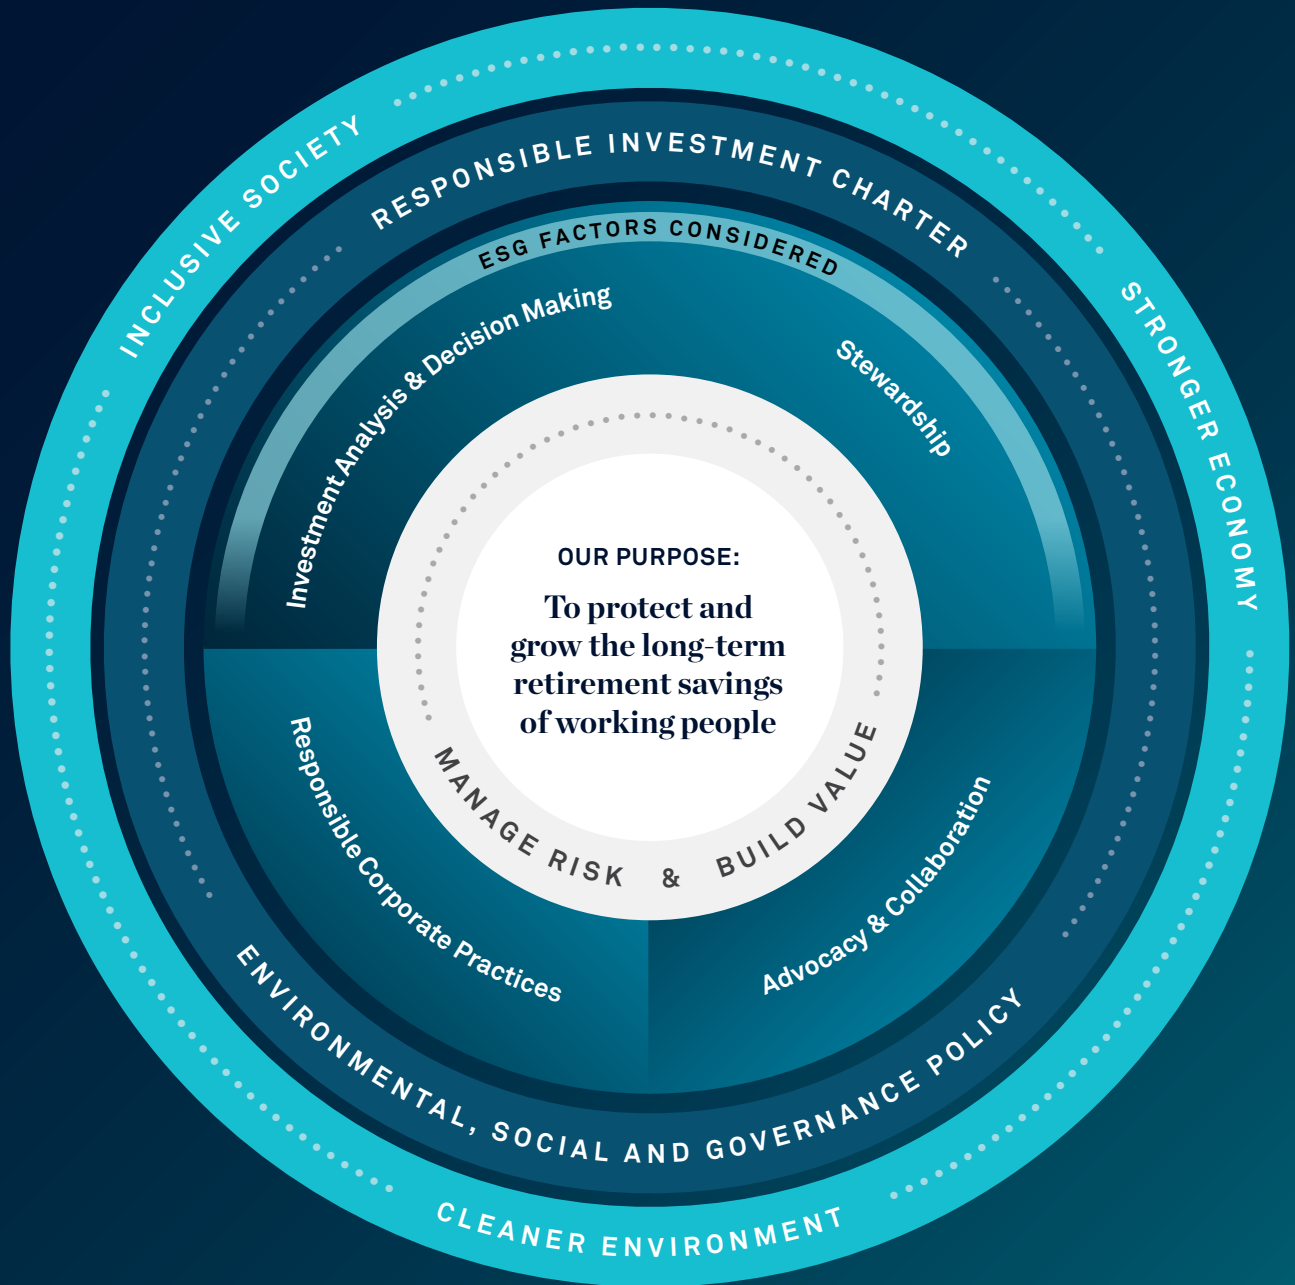 INCLUSIVE SOCIETY
STRONGER ECONOMY
CLEANER ENVIRONMENT
RESPONSIBLE INVESTMENT CHARTER
ENVIRONMENTAL, SOCIAL AND GOVERNANCE POLICY
ESG FACTORS CONSIDERED
Investment Analysis & Decision Making
Stewardship
Responsible Corporate Practices
Advocacy & Collaboration
OUR PURPOSE:
To protect and
grow the long-term
retirement savings
of working people
MANAGE RISK & BUILD VALUE